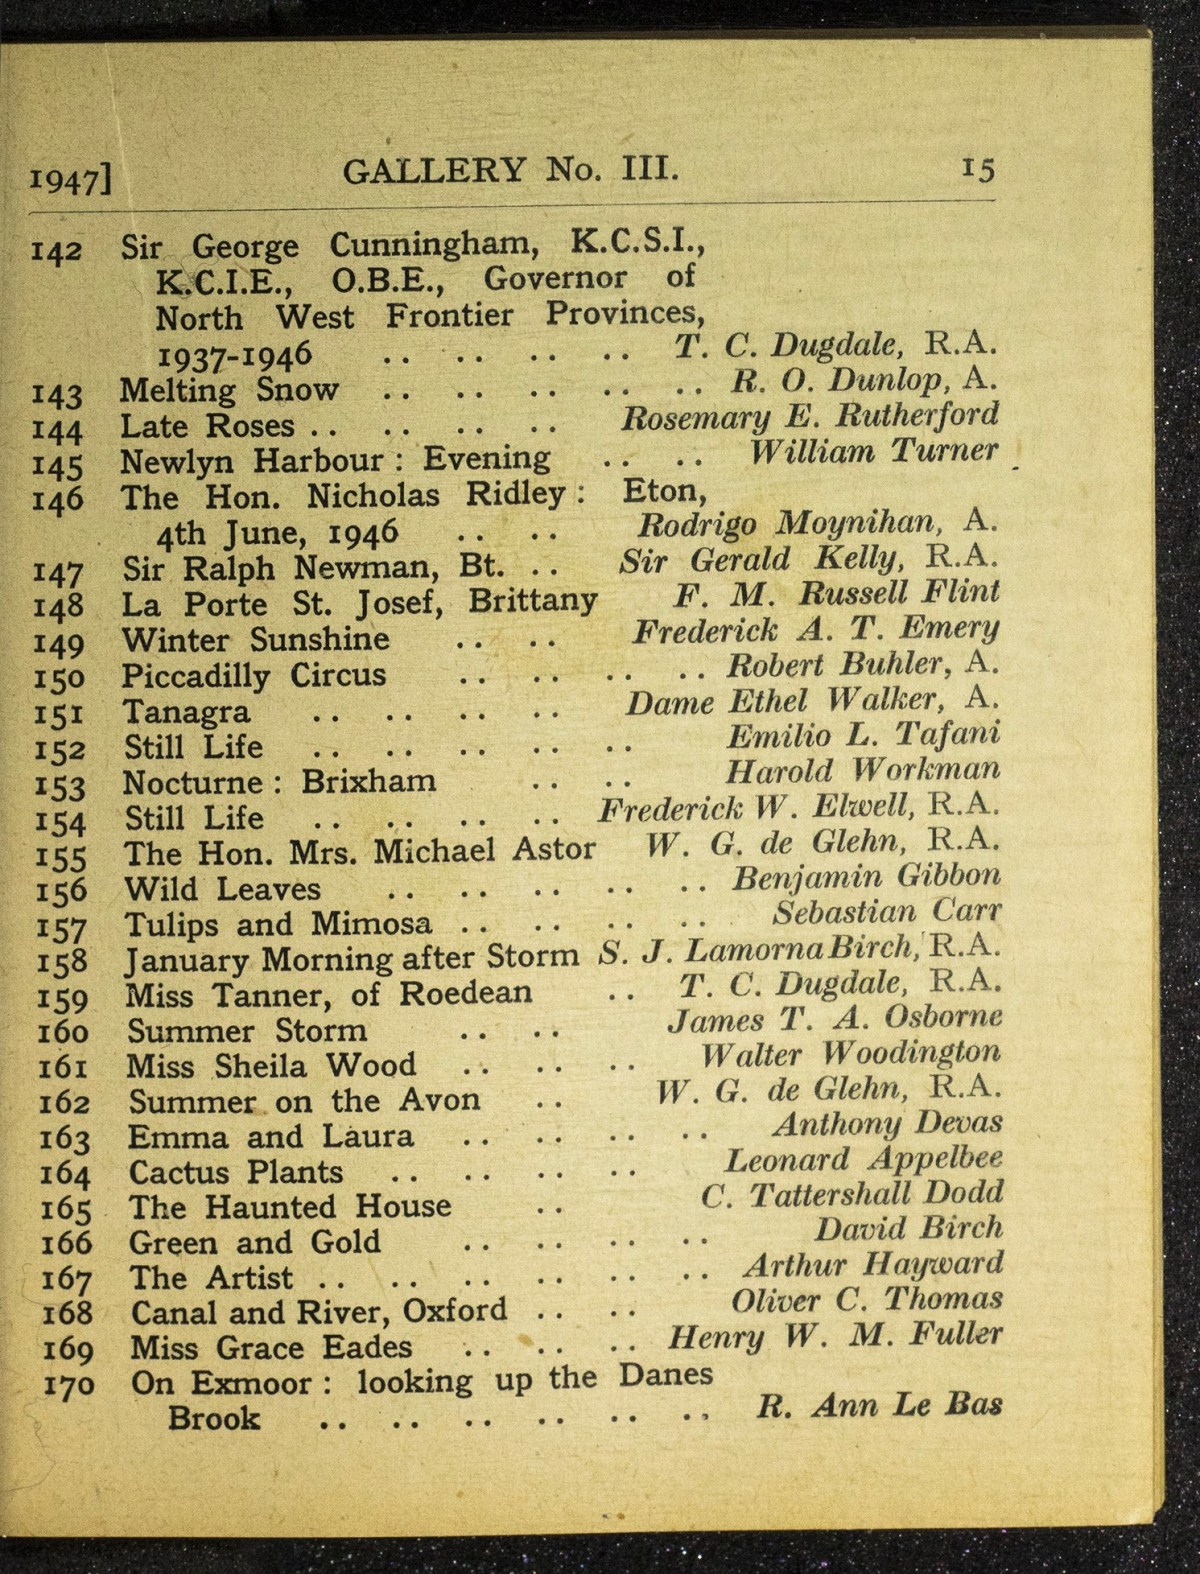 1947] GALLERY No. III. 15
142 Sir George Cunningham, K.C.S.I.,
K.C.I.E., O.B.E., Governor of
North West Frontier Provinces,
1937-1946 .. .. .. .. T. C. Dugdale, R.A.
143 Melting Snow .. .. .. .. .. R. O. Dunlop, A.
144 Late Roses .. .. .. .. Rosemary E. Rutherford
145 Newlyn Harbour : Evening .. .. William Turner
146 The Hon. Nicholas Ridley : Eton,
4th June, 1946 .. .. Rodrigo Moynihan, A.
147 Sir Ralph Newman, Bt. .. Sir Gerald Kelly, R.A.
148 La Porte St. Josef, Brittany F. M. Russell Flint
149 Winter Sunshine .. .. Frederick A. T. Emery
150 Piccadilly Circus .. .. .. .. Robert Buhler, A.
151 Tanagra .. .. .. .. Dame Ethel Walker, A.
152 Still Life .. .. .. .. .. Emilio L. Tafani
153 Nocturne : Brixham .. .. Harold Workman
154 Still Life .. .. .. .. Frederick W. Elwell, R.A.
155 The Hon. Mrs. Michael Astor W. G. de Glehn, R.A.
156 Wild Leaves .. .. .. .. .. Benjamin Gibbon
157 Tulips and Mimosa .. .. .. .. Sebastian Carr
158 January Morning after Storm S. J. Lamorna Birch, R.A.
159 Miss Tanner, of Roedean .. T. C. Dugdale, R.A.
160 Summer Storm .. .. James T. A. Osborne
161 Miss Sheila Wood .. .. .. Walter Woodington
162 Summer on the Avon .. W. G. de Glehn, R.A.
163 Emma and Laura .. .. .. .. Anthony Devas
164 Cactus Plants .. .. .. .. Leonard Appelbee
165 The Haunted House .. C. Tattershall Dodd
166 Green and Gold .. .. .. .. David Birch
167 The Artist .. .. .. .. .. .. Arthur Hayward
168 Canal and River, Oxford .. .. Oliver C. Thomas
169 Miss Grace Eades .. .. .. Henry W. M. Fuller
170 On Exmoor : looking up the Danes
Brook .. .. .. .. .. .. R. Ann Le Bas